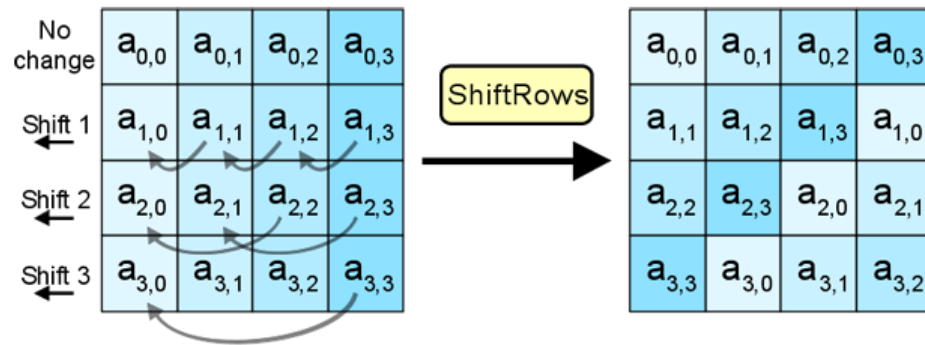 No change
a0,0 a0,1 a0,2 a0,3
Shift 1
a1,0 a1,1 a1,2 a1,3
Shift 2
a2,0 a2,1 a2,2 a2,3
Shift 3
a3,0 a3,1 a3,2 a3,3
ShiftRows
a0,0 a0,1 a0,2 a0,3
a1,1 a1,2 a1,3 a1,0
a2,2 a2,3 a2,0 a2,1
a3,3 a3,0 a3,1 a3,2